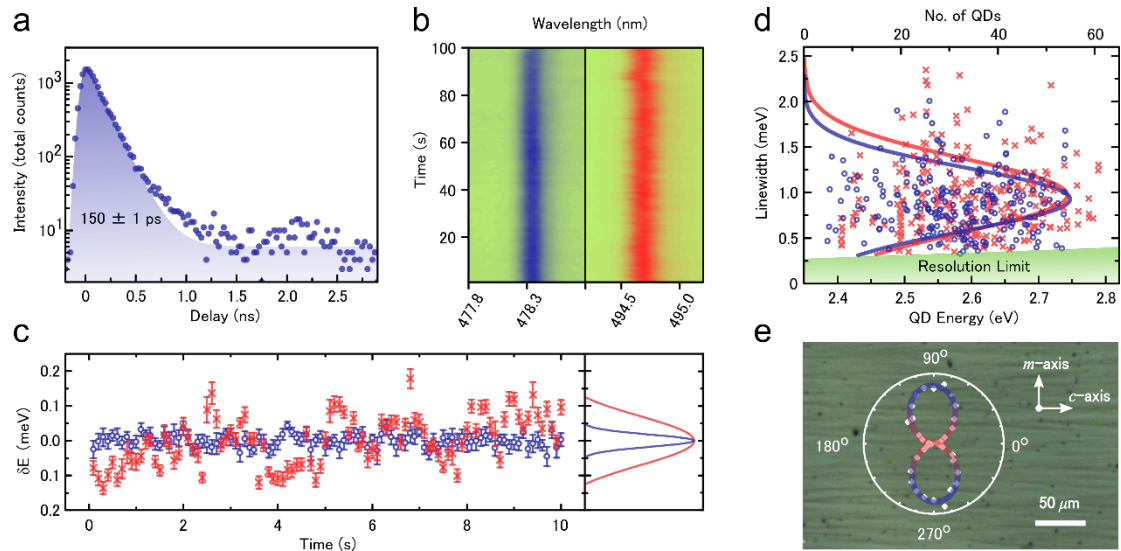 a
Intensity (total counts)
10³
10²
10¹
150 ± 1 ps
0
0.5
1.0
1.5
2.0
2.5
Delay (ns)
b
Wavelength (nm)
Time (s)
100
80
60
40
20
477.8
478.3
494.5
495.0
c
δE (meV)
0.2
0.1
0.0
0.1
0.2
0
2
4
6
8
10
Time (s)
d
No. of QDs
0
20
40
60
Linewidth (meV)
2.5
2.0
1.5
1.0
0.5
0
Resolution Limit
2.4
2.5
2.6
2.7
2.8
QD Energy (eV)
e
90°
m-axis
c-axis
180°
0°
270°
50 μm